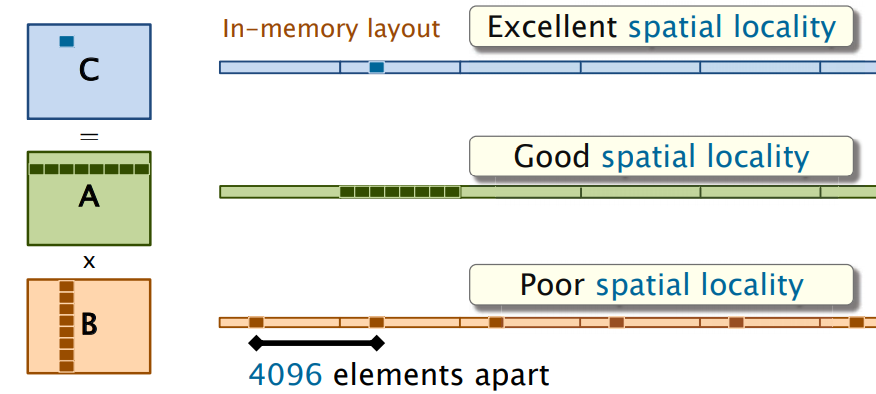 In-memory layout
Excellent spatial locality
C
=
Good spatial locality
A
x
Poor spatial locality
B
4096 elements apart